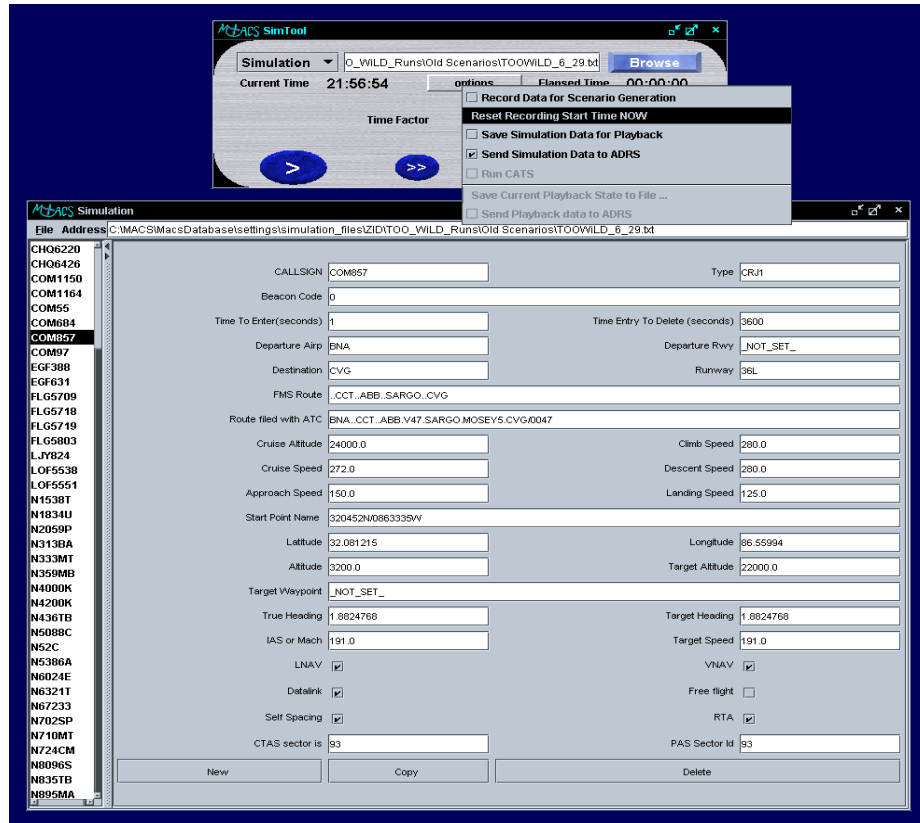 MACS SimTool
Simulation O_WiLD_Runs\Old Scenarios\TOOWiLD_6_29.txt Browse
Current Time 21:56:54 options Elapsed Time 00:00:00
Record Data for Scenario Generation
Reset Recording Start Time NOW
Time Factor
Save Simulation Data for Playback
Send Simulation Data to ADRS
> >>
Run CATS
Save Current Playback State to File ...
Send Playback data to ADRS
MACS Simulation
File Address C:\MACS\MacsDatabase\settings\simulation_files\ZID\TOO_WiLD_Runs\Old Scenarios\TOOWiLD_6_29.txt
CHQ6220
CHQ6426
COM1150
COM1164
COM55
COM684
COM857
COM97
EGF388
EGF631
FLG5709
FLG5718
FLG5719
FLG5803
LJY824
LOF5538
LOF5551
N1538T
N1834U
N2059P
N313BA
N333MT
N359MB
N4000K
N4200K
N436TB
N5088C
N52C
N5386A
N6024E
N6321T
N67233
N702SP
N710MT
N724CM
N8096S
N835TB
N895MA
CALLSIGN COM857 Type CRJ1
Beacon Code 0
Time To Enter(seconds) 1 Time Entry To Delete (seconds) 3600
Departure Airp BNA Departure Rwy _NOT_SET_
Destination CVG Runway 36L
FMS Route ..CCT..ABB..SARGO..CVG
Route filed with ATC BNA..CCT..ABB.V47.SARGO.MOSEY5.CVG/0047
Cruise Altitude 24000.0 Climb Speed 280.0
Cruise Speed 272.0 Descent Speed 280.0
Approach Speed 150.0 Landing Speed 125.0
Start Point Name 320452N/0863335W
Latitude 32.081215 Longitude 86.55994
Altitude 3200.0 Target Altitude 22000.0
Target Waypoint _NOT_SET_
True Heading 1.8824768 Target Heading 1.8824768
IAS or Mach 191.0 Target Speed 191.0
LNAV VNAV
Datalink Free flight
Self Spacing RTA
CTAS sector is 93 PAS Sector Id 93
New Copy Delete